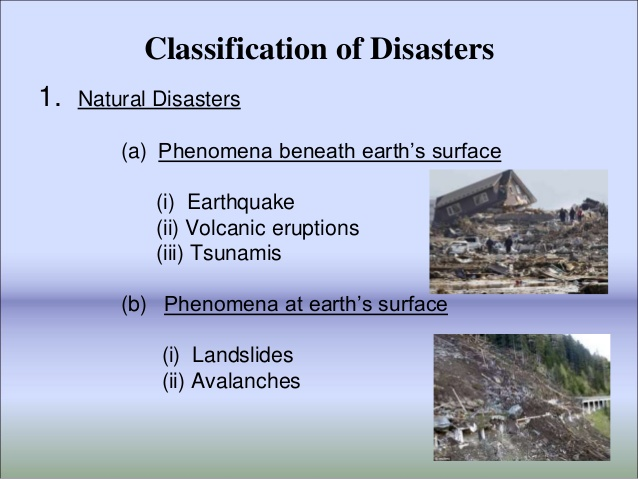 Classification of Disasters
1. Natural Disasters
(a) Phenomena beneath earth's surface
(i) Earthquake
(ii) Volcanic eruptions
(iii) Tsunamis
(b) Phenomena at earth's surface
(i) Landslides
(ii) Avalanches